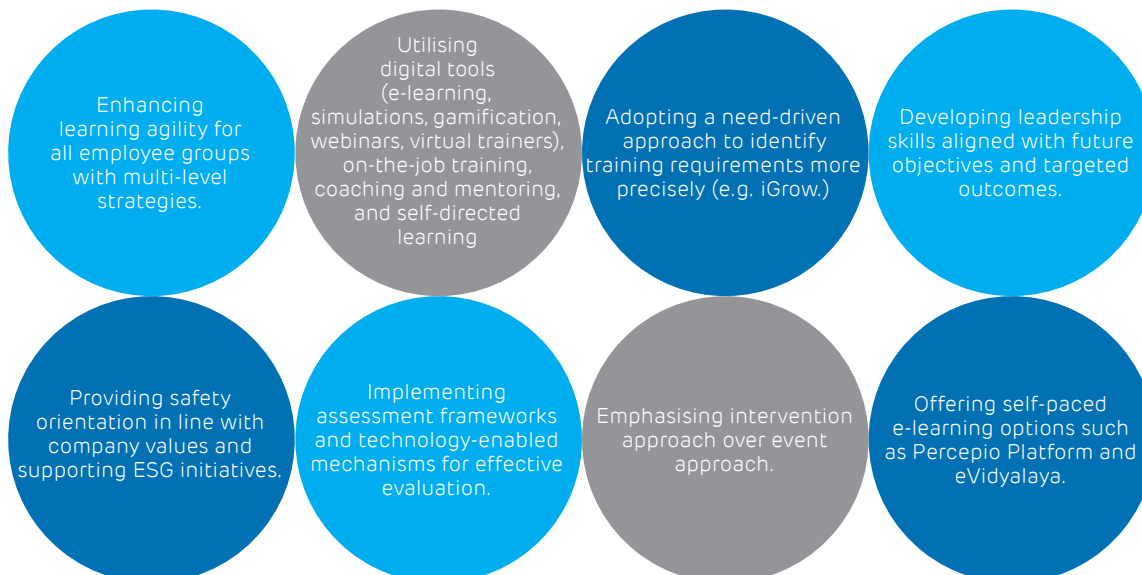 Enhancing
learning agility for
all employee groups
with multi-level
strategies.
Utilising
digital tools
(e-learning,
simulations, gamification,
webinars, virtual trainers),
on-the-job training,
coaching and mentoring,
and self-directed
learning
Adopting a need-driven
approach to identify
training requirements more
precisely (e.g. iGrow.)
Developing leadership
skills aligned with future
objectives and targeted
outcomes.
Providing safety
orientation in line with
company values and
supporting ESG initiatives.
Implementing
assessment frameworks
and technology-enabled
mechanisms for effective
evaluation.
Emphasising intervention
approach over event
approach.
Offering self-paced
e-learning options such
as Percepio Platform and
eVidyalaya.